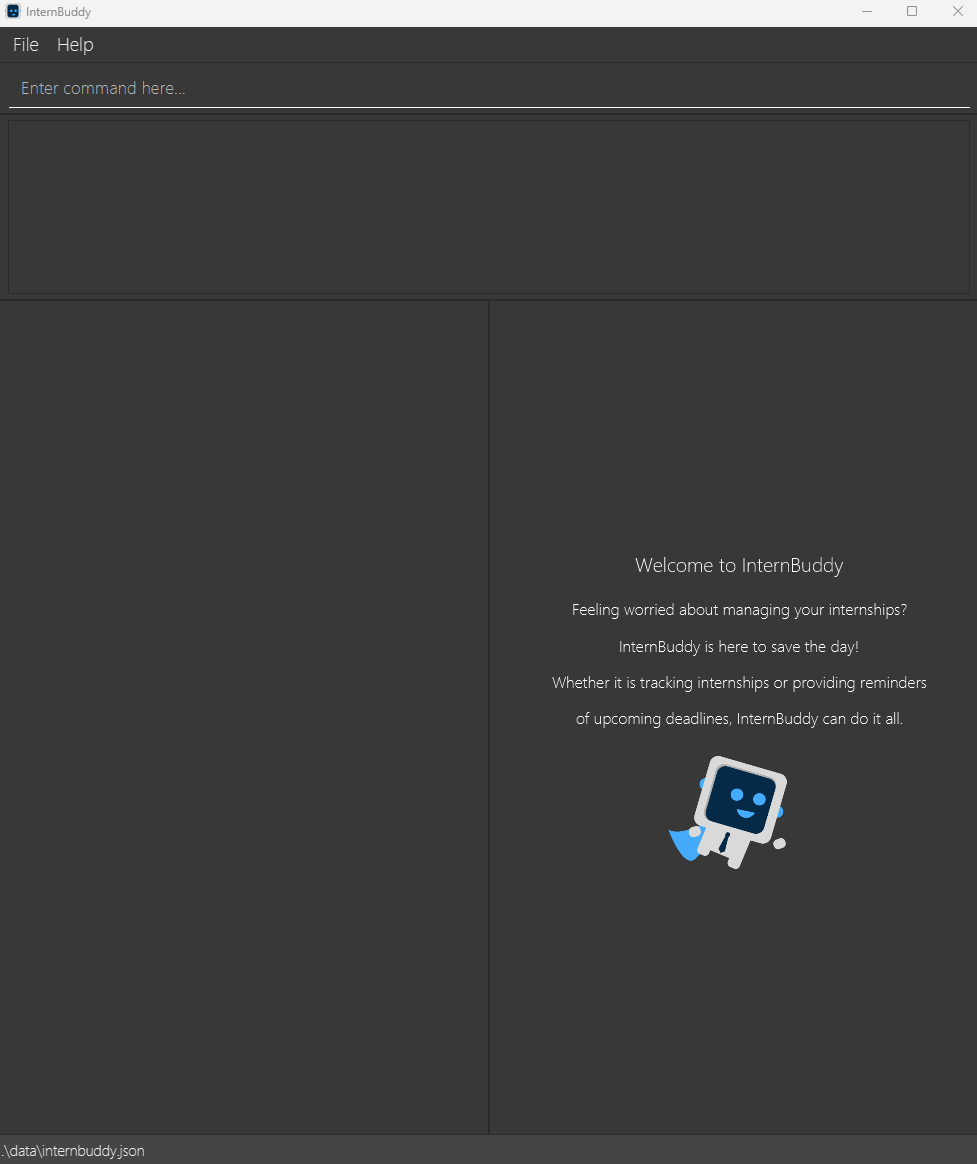 InternBuddy
File Help
Enter command here...
Welcome to InternBuddy
Feeling worried about managing your internships?
InternBuddy is here to save the day!
Whether it is tracking internships or providing reminders
of upcoming deadlines, InternBuddy can do it all.
.\data\internbuddy.json